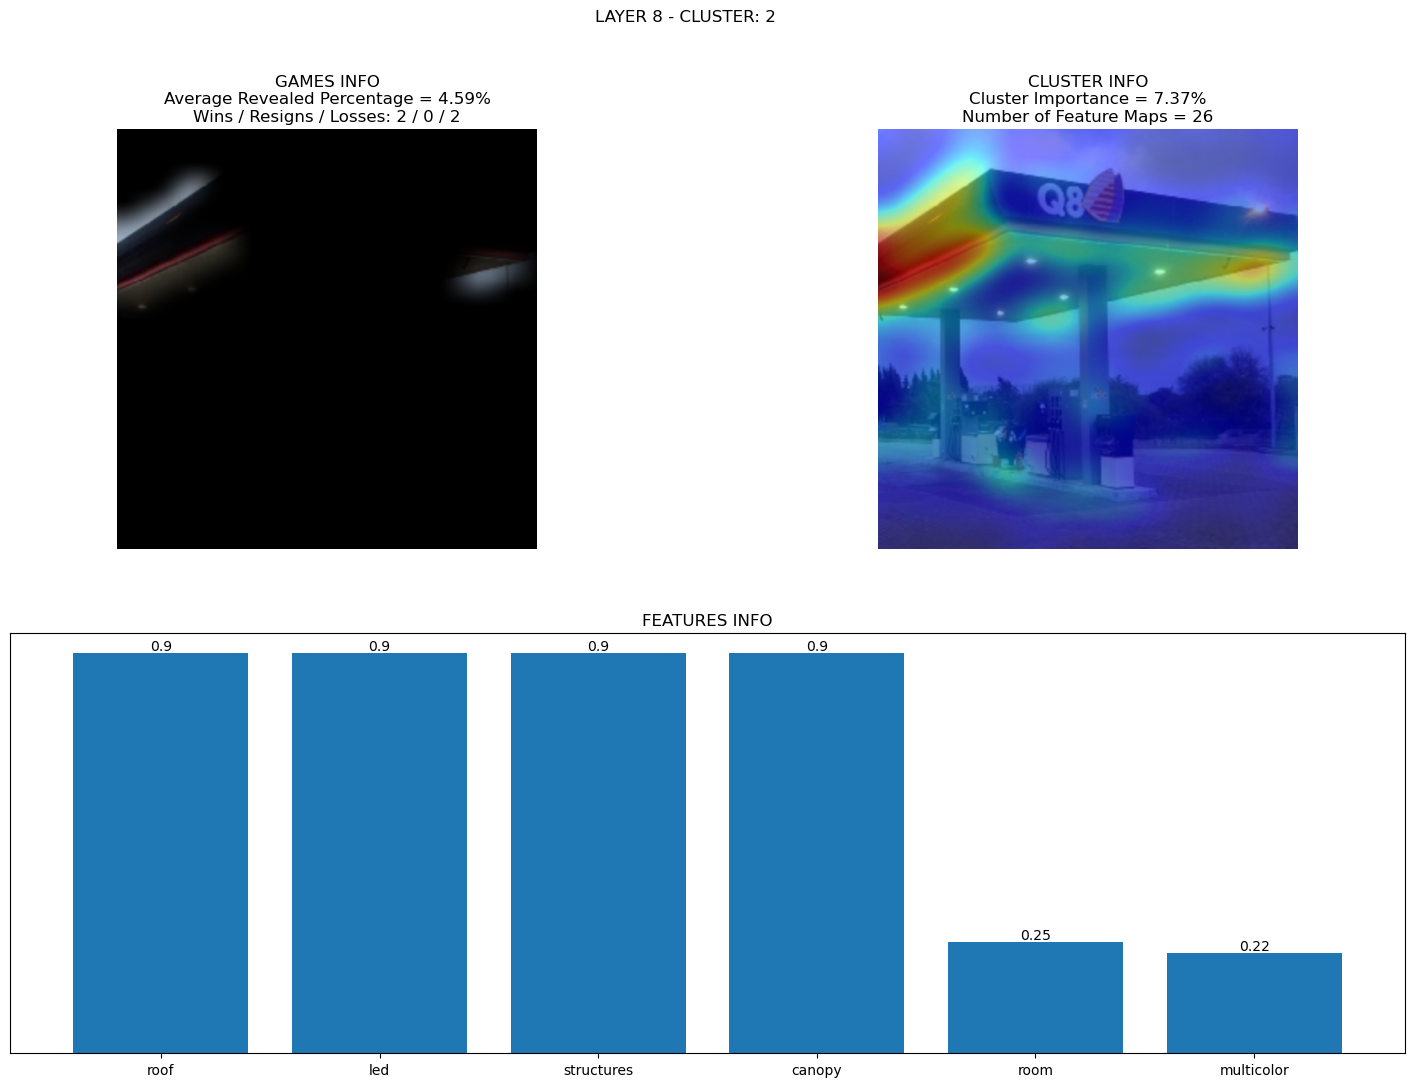 LAYER 8 - CLUSTER: 2
GAMES INFO
Average Revealed Percentage = 4.59%
Wins / Resigns / Losses: 2 / 0 / 2
CLUSTER INFO
Cluster Importance = 7.37%
Number of Feature Maps = 26
Q8
FEATURES INFO
0.9 0.9 0.9 0.9 0.25 0.22
roof led structures canopy room multicolor